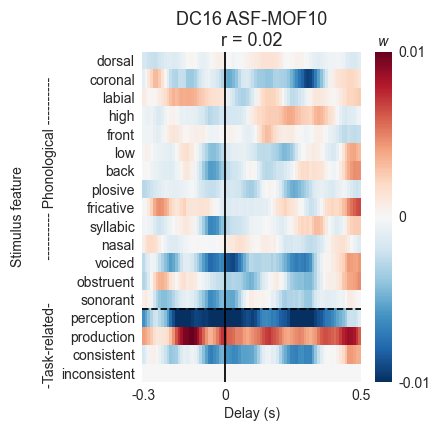 DC16 ASF-MOF10
r = 0.02
w
0.01
0
-0.01
Stimulus feature
---------- Phonological ----------
-Task-related-
dorsal
coronal
labial
high
front
low
back
plosive
fricative
syllabic
nasal
voiced
obstruent
sonorant
perception
production
consistent
inconsistent
-0.3
0
0.5
Delay (s)